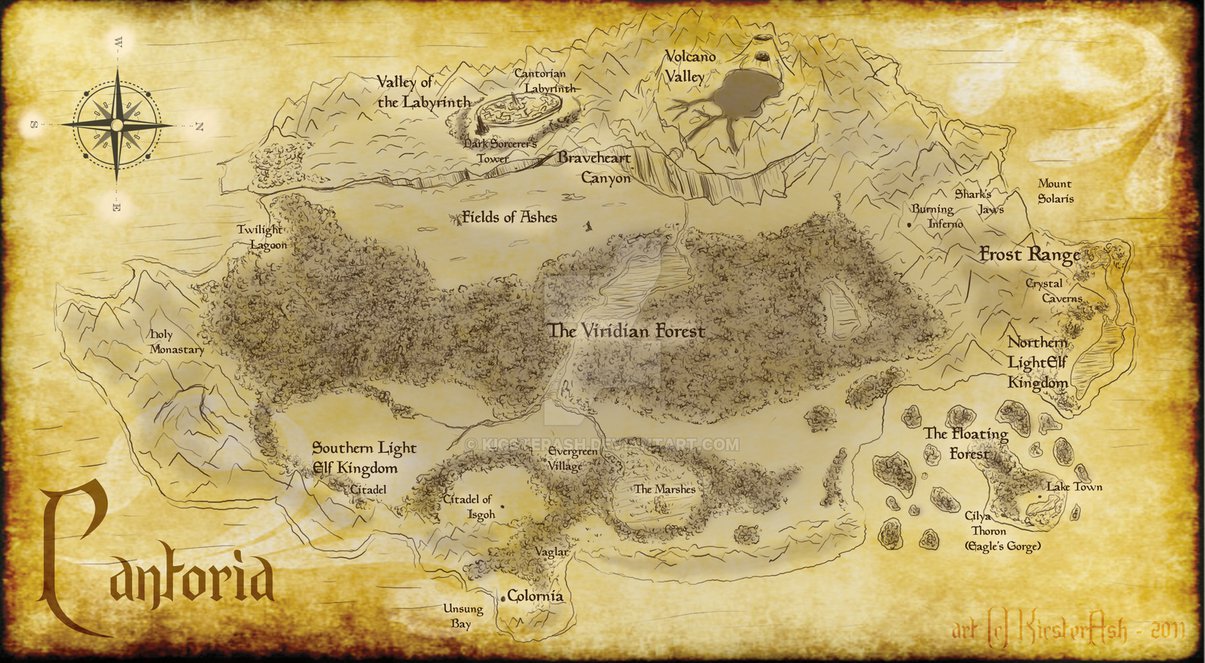 W
S
N
E
Valley of
the Labyrinth
Cantorian
Labyrinth
Dark Sorcerer's
Tower
Volcano
Valley
Braveheart
Canyon
Fields of Ashes
Twilight
Lagoon
Mount
Solaris
Shark's
Jaws
Burning
Inferno
Frost Range
Crystal
Caverns
Northern
LightElf
Kingdom
The Viridian Forest
Holy
Monastary
© KICSTERASH.DEVIANTART.COM
Southern Light
Elf Kingdom
Citadel
Evergreen
Village
Citadel of
Isgoh
The Marshes
The Floating
Forest
Lake Town
Cilya
Thoron
(Eagle's Gorge)
Vaglar
Colornia
Unsung
Bay
Cantoria
art (c) KicsterAsh - 2011